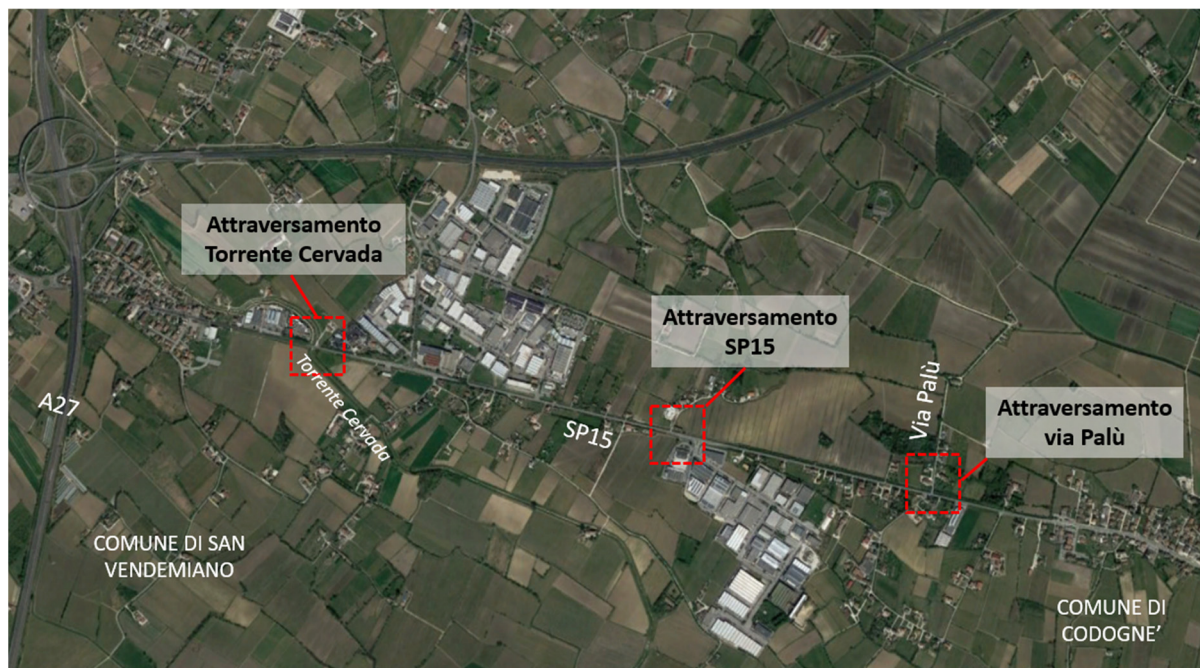 Attraversamento
Torrente Cervada
Attraversamento
SP15
Attraversamento
via Palù
Via Palù
A27
Torrente Cervada
SP15
COMUNE DI SAN
VENDEMIANO
COMUNE DI
CODOGNE’